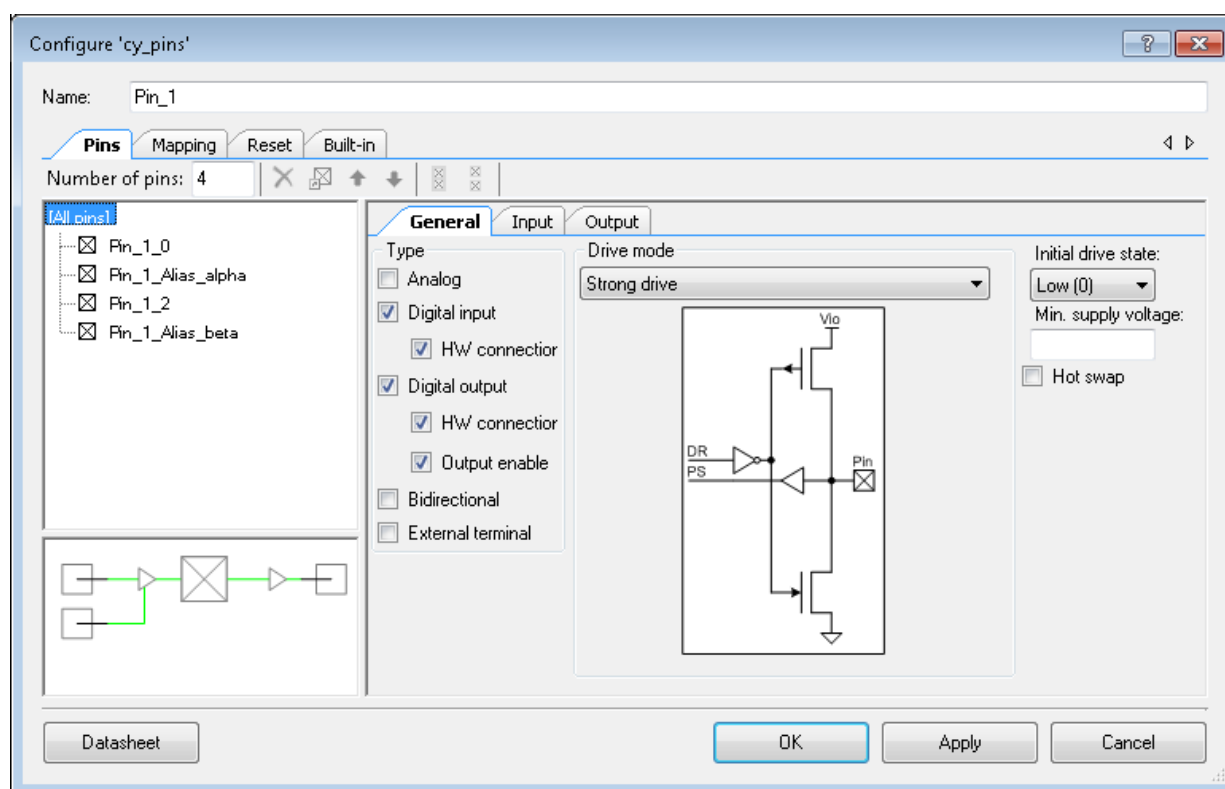 Configure 'cy_pins'
Name: Pin_1
Pins Mapping Reset Built-in
Number of pins: 4
[All pins]
Pin_1_0
Pin_1_Alias_alpha
Pin_1_2
Pin_1_Alias_beta
General Input Output
Type
Analog
Digital input
HW connectior
Digital output
HW connectior
Output enable
Bidirectional
External terminal
Drive mode
Strong drive
Vio
DR
PS
Pin
Initial drive state:
Low (0)
Min. supply voltage:
Hot swap
Datasheet OK Apply Cancel